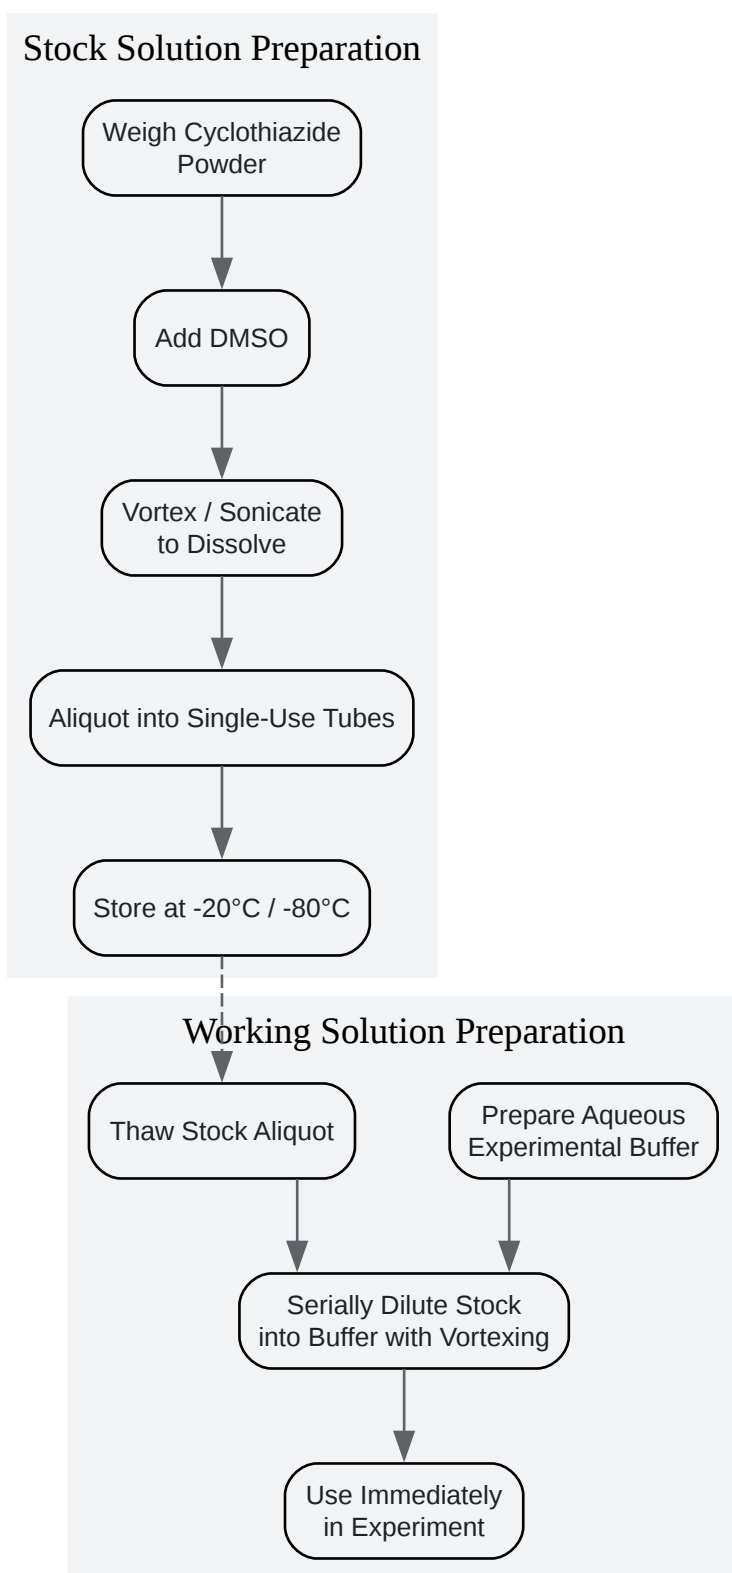 Stock Solution Preparation
Weigh Cyclothiazide
Powder
Add DMSO
Vortex / Sonicate
to Dissolve
Aliquot into Single-Use Tubes
Store at -20°C / -80°C
Working Solution Preparation
Thaw Stock Aliquot
Prepare Aqueous
Experimental Buffer
Serially Dilute Stock
into Buffer with Vortexing
Use Immediately
in Experiment